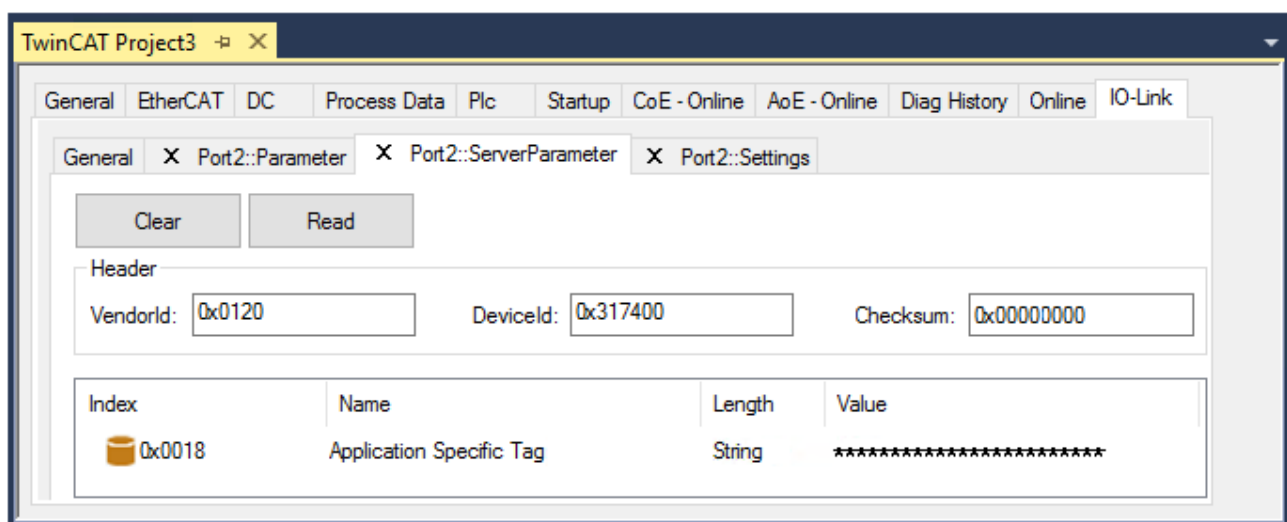 TwinCAT Project3
General EtherCAT DC Process Data Plc Startup CoE - Online AoE - Online Diag History Online IO-Link
General X Port2::Parameter X Port2::ServerParameter X Port2::Settings
Clear Read
Header
VendorId: 0x0120 DeviceId: 0x317400 Checksum: 0x00000000
Index Name Length Value
0x0018 Application Specific Tag String ************************